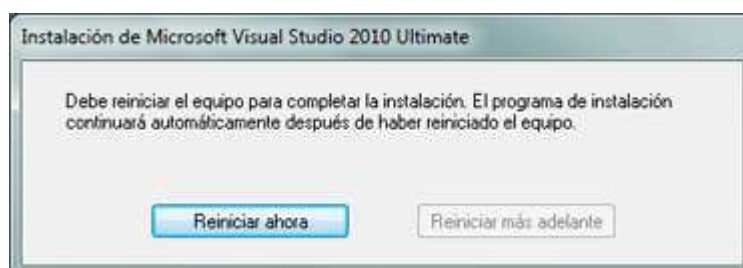 Instalación de Microsoft Visual Studio 2010 Ultimate
Debe reiniciar el equipo para completar la instalación. El programa de instalación
continuará automáticamente después de haber reiniciado el equipo.
Reiniciar ahora
Reiniciar más adelante